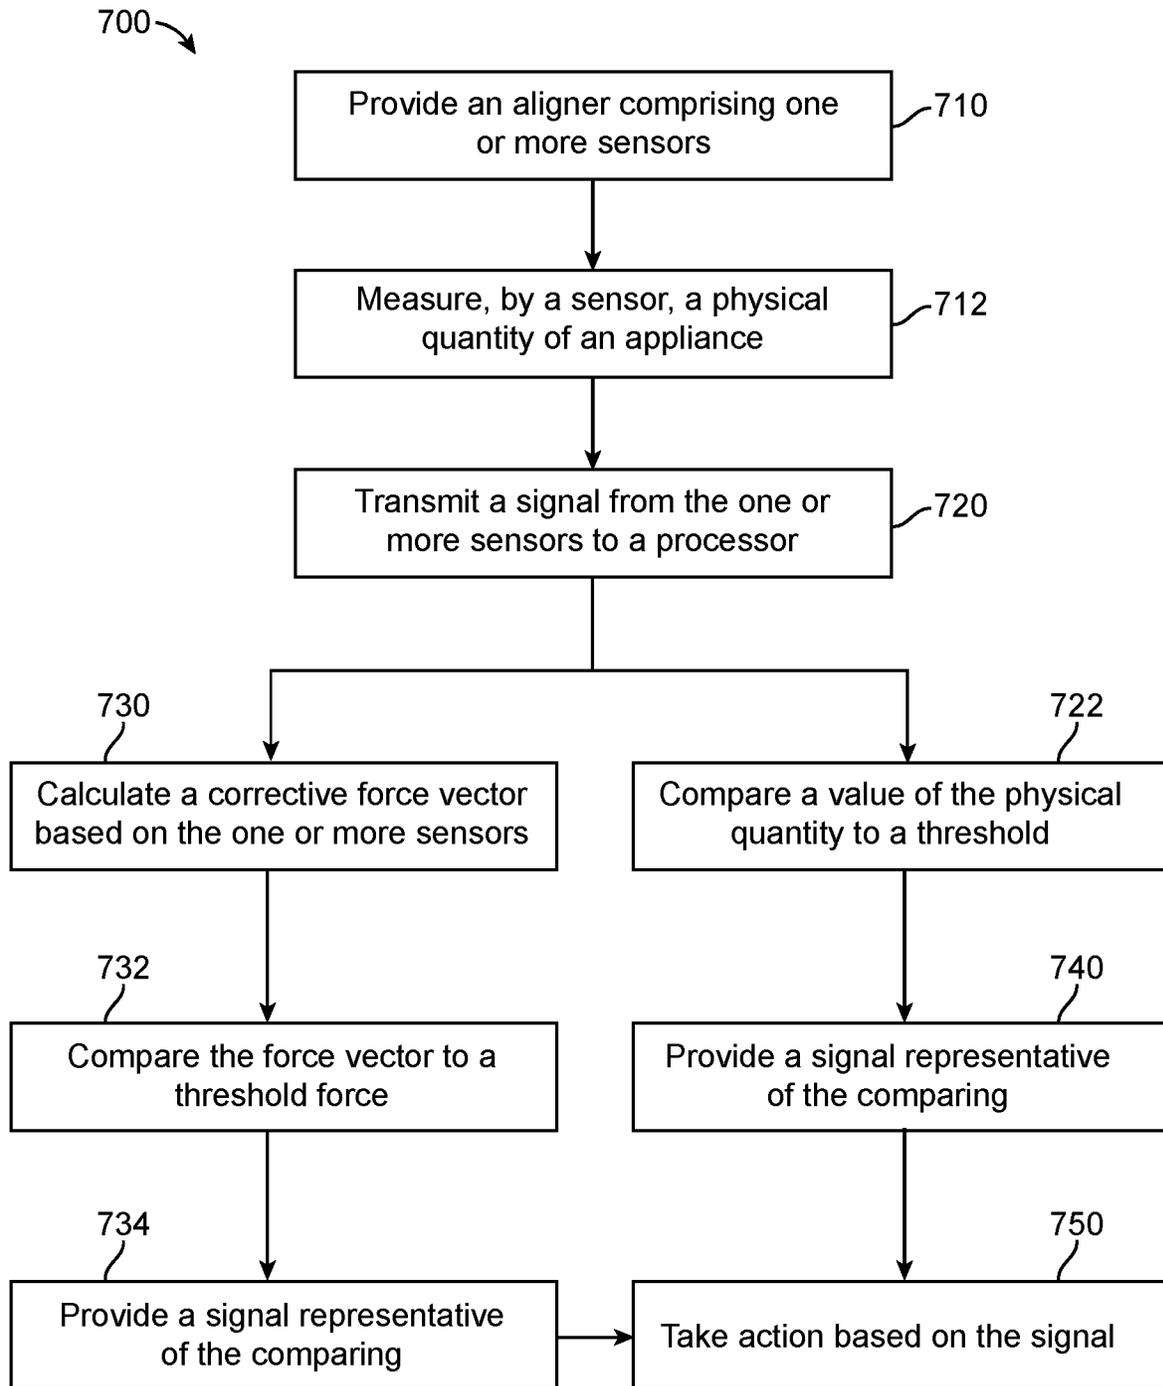 700
Provide an aligner comprising one
or more sensors
710
Measure, by a sensor, a physical
quantity of an appliance
712
Transmit a signal from the one or
more sensors to a processor
720
730
Calculate a corrective force vector
based on the one or more sensors
722
Compare a value of the physical
quantity to a threshold
732
Compare the force vector to a
threshold force
740
Provide a signal representative
of the comparing
734
Provide a signal representative
of the comparing
750
Take action based on the signal